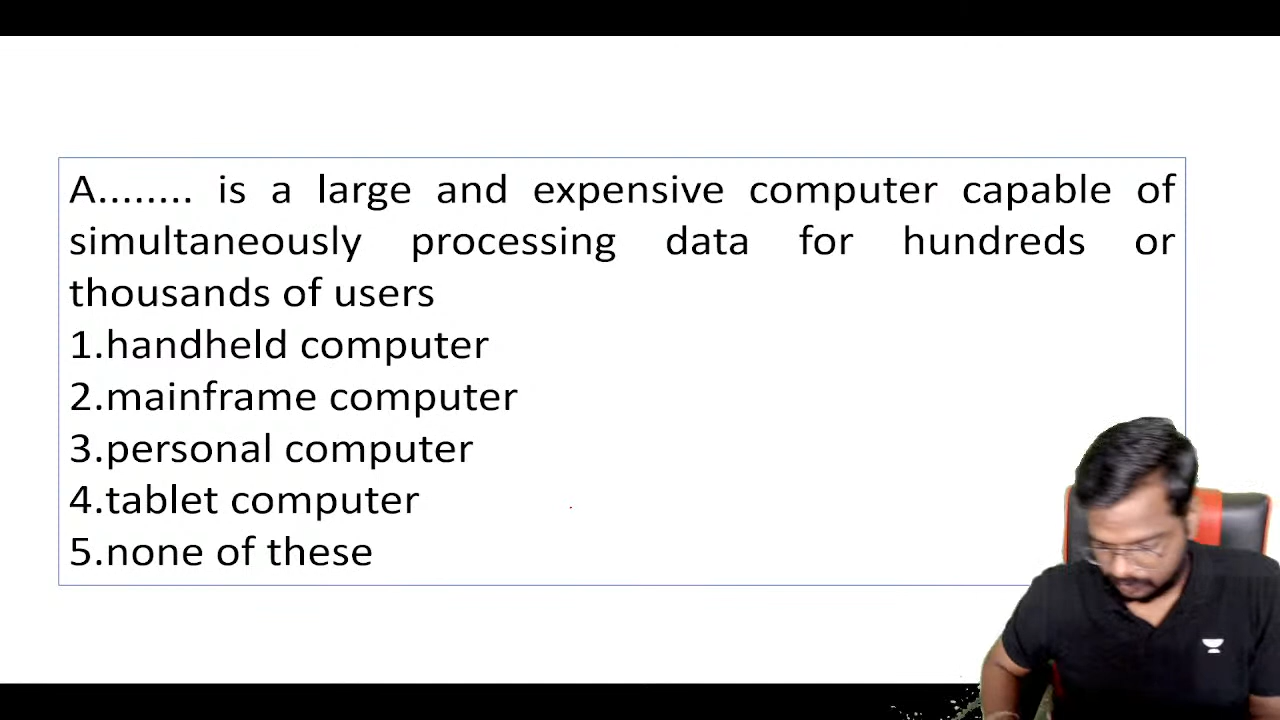 A........ is a large and expensive computer capable of
simultaneously processing data for hundreds or
thousands of users
1.handheld computer
2.mainframe computer
3.personal computer
4.tablet computer
5.none of these